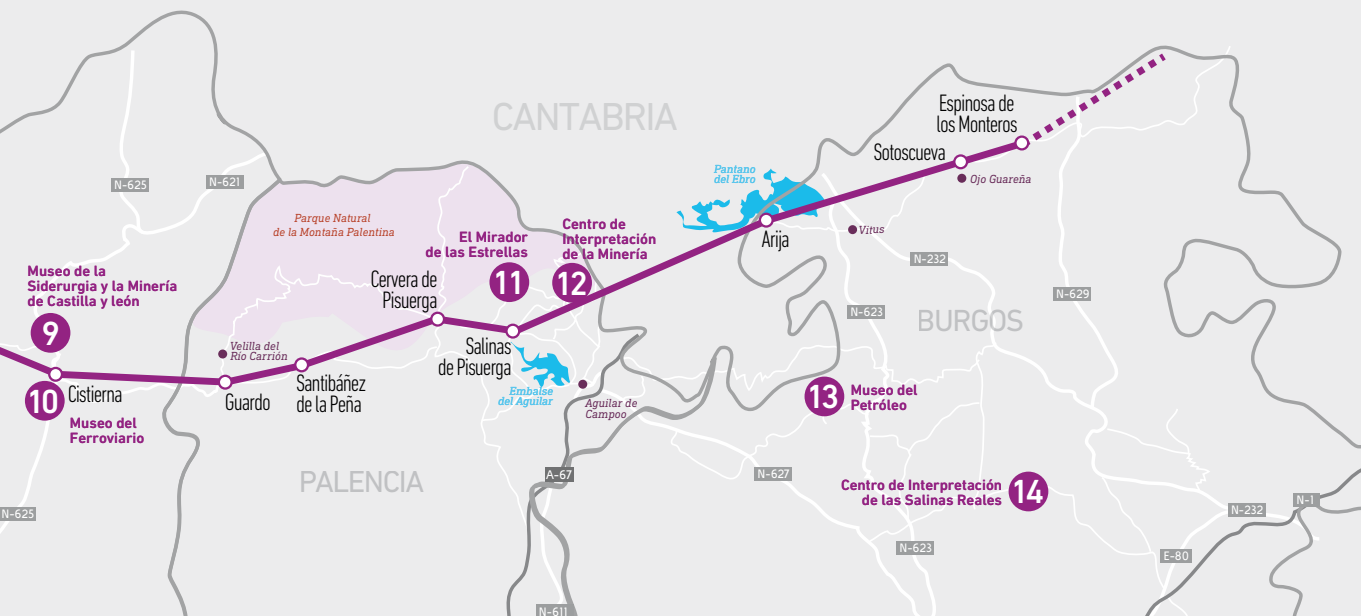 CANTABRIA
Espinosa de
los Monteros
Sotoscueva
Ojo Guareña
Pantano
del Ebro
N-625
N-621
Parque Natural
de la Montaña Palentina
El Mirador
de las Estrellas
11
Centro de
Interpretación
de la Minería
12
Arija
Vitus
N-232
N-629
N-623
BURGOS
Museo de la
Siderurgia y la Minería
de Castilla y león
9
Cervera de
Pisuerga
Salinas
de Pisuerga
Velilla del
Río Carrión
Santibáñez
de la Peña
Guardo
10
Cistierna
Museo del
Ferroviario
Embalse
del Aguilar
Aguilar de
Campoo
13
Museo del
Petróleo
PALENCIA
A-67
N-627
Centro de Interpretación
de las Salinas Reales
14
N-1
N-232
N-625
N-623
E-80
N-611